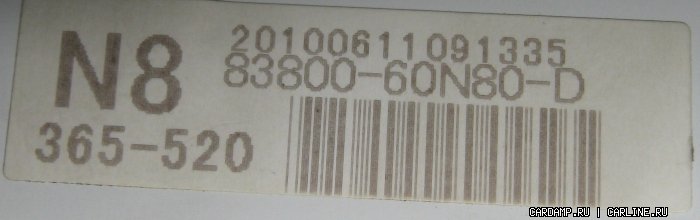 N8
20100611091335
83800-60N80-D
365-520
CARDAMP.RU | CARLINE.RU